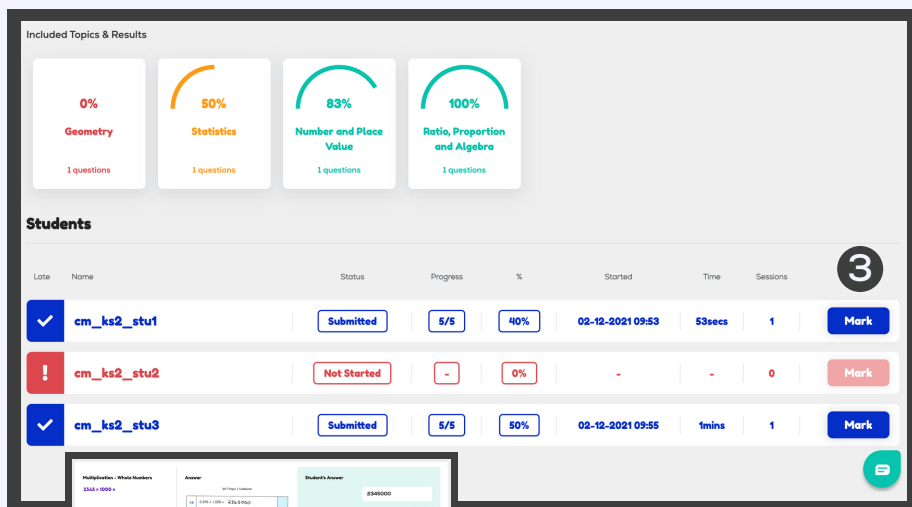 Included Topics & Results
0%
Geometry
1 questions
50%
Statistics
1 questions
83%
Number and Place
Value
1 questions
100%
Ratio, Proportion
and Algebra
1 questions
Students
3
Late Name Status Progress % Started Time Sessions
cm_ks2_stu1 Submitted 5/5 40% 02-12-2021 09:53 53secs 1 Mark
! cm_ks2_stu2 Not Started - 0% - - 0 Mark
cm_ks2_stu3 Submitted 5/5 50% 02-12-2021 09:55 1mins 1 Mark
Multiplication - Whole Numbers Answer Student's Answer
2345 × 1000 =
2345000